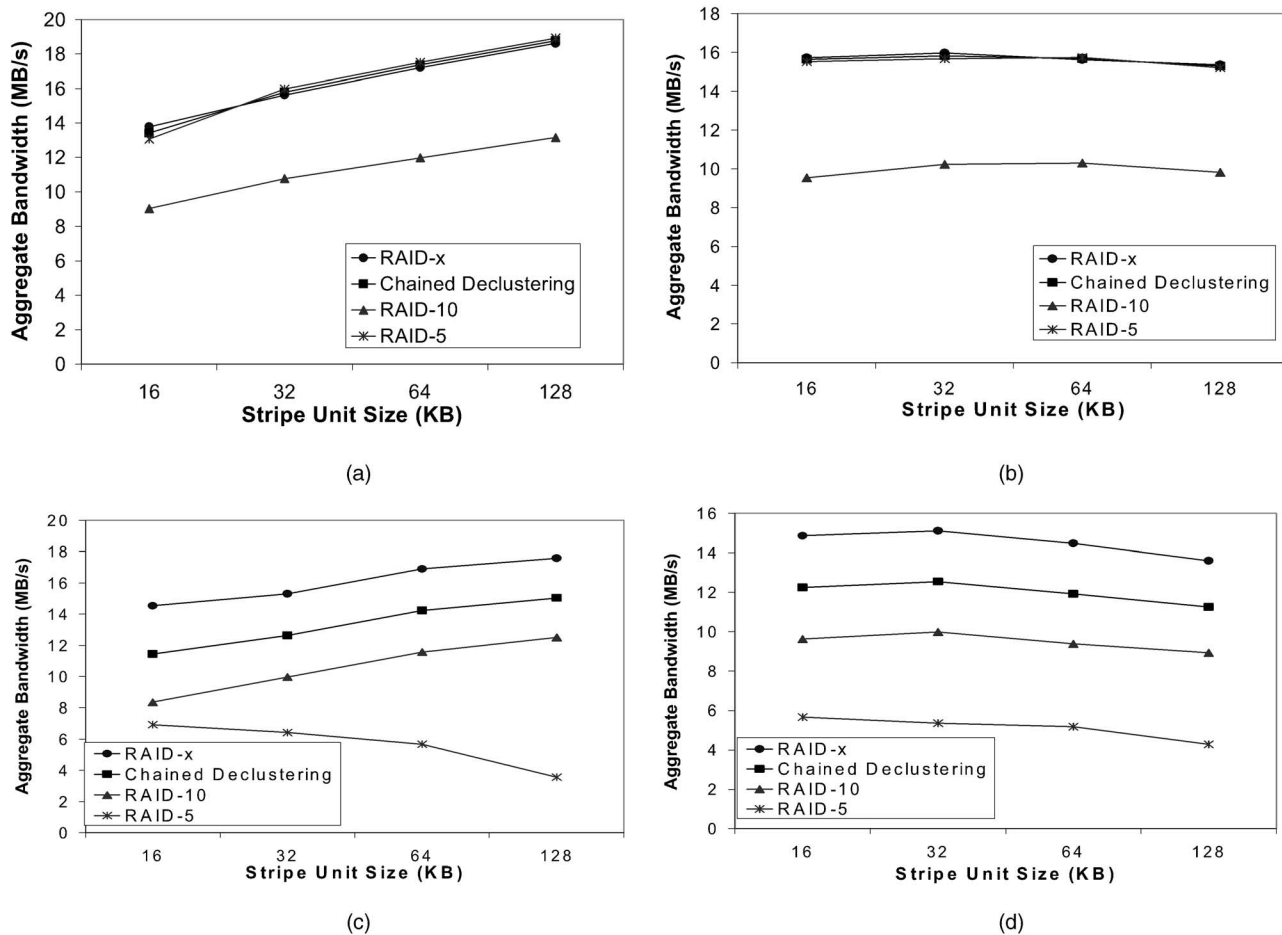 Aggregate Bandwidth (MB/s)
20
18
16
14
12
10
8
6
4
2
0
16
32
64
128
Stripe Unit Size (KB)
RAID-x
Chained Declustering
RAID-10
RAID-5
(a)
Aggregate Bandwidth (MB/s)
18
16
14
12
10
8
6
4
2
0
16
32
64
128
Stripe Unit Size (KB)
RAID-x
Chained Declustering
RAID-10
RAID-5
(b)
Aggregate Bandwidth (MB/s)
20
18
16
14
12
10
8
6
4
2
0
16
32
64
128
Stripe Unit Size (KB)
RAID-x
Chained Declustering
RAID-10
RAID-5
(c)
Aggregate Bandwidth (MB/s)
16
14
12
10
8
6
4
2
0
16
32
64
128
Stripe Unit Size (KB)
RAID-x
Chained Declustering
RAID-10
RAID-5
(d)